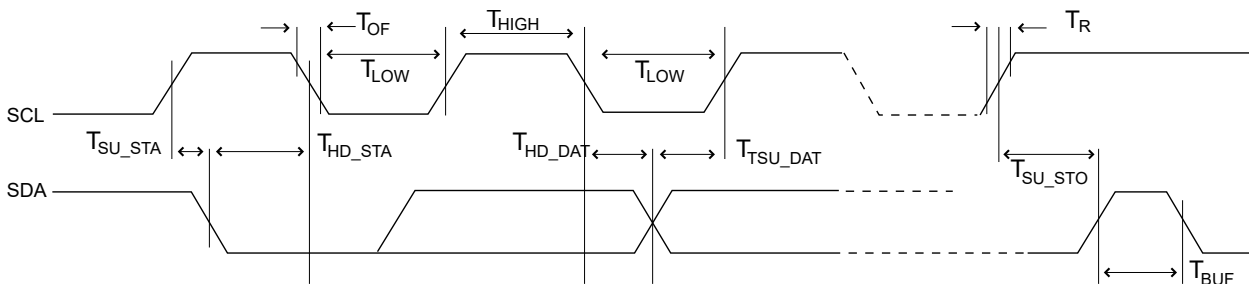 T_OF
T_HIGH
T_R
T_LOW
T_LOW
SCL
T_SU_STA
T_HD_STA
T_HD_DAT
T_TSU_DAT
T_SU_STO
SDA
T_BUF